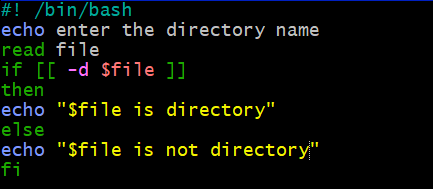 #! /bin/bash
echo enter the directory name
read file
if [[ -d $file ]]
then
echo "$file is directory"
else
echo "$file is not directory"
fi